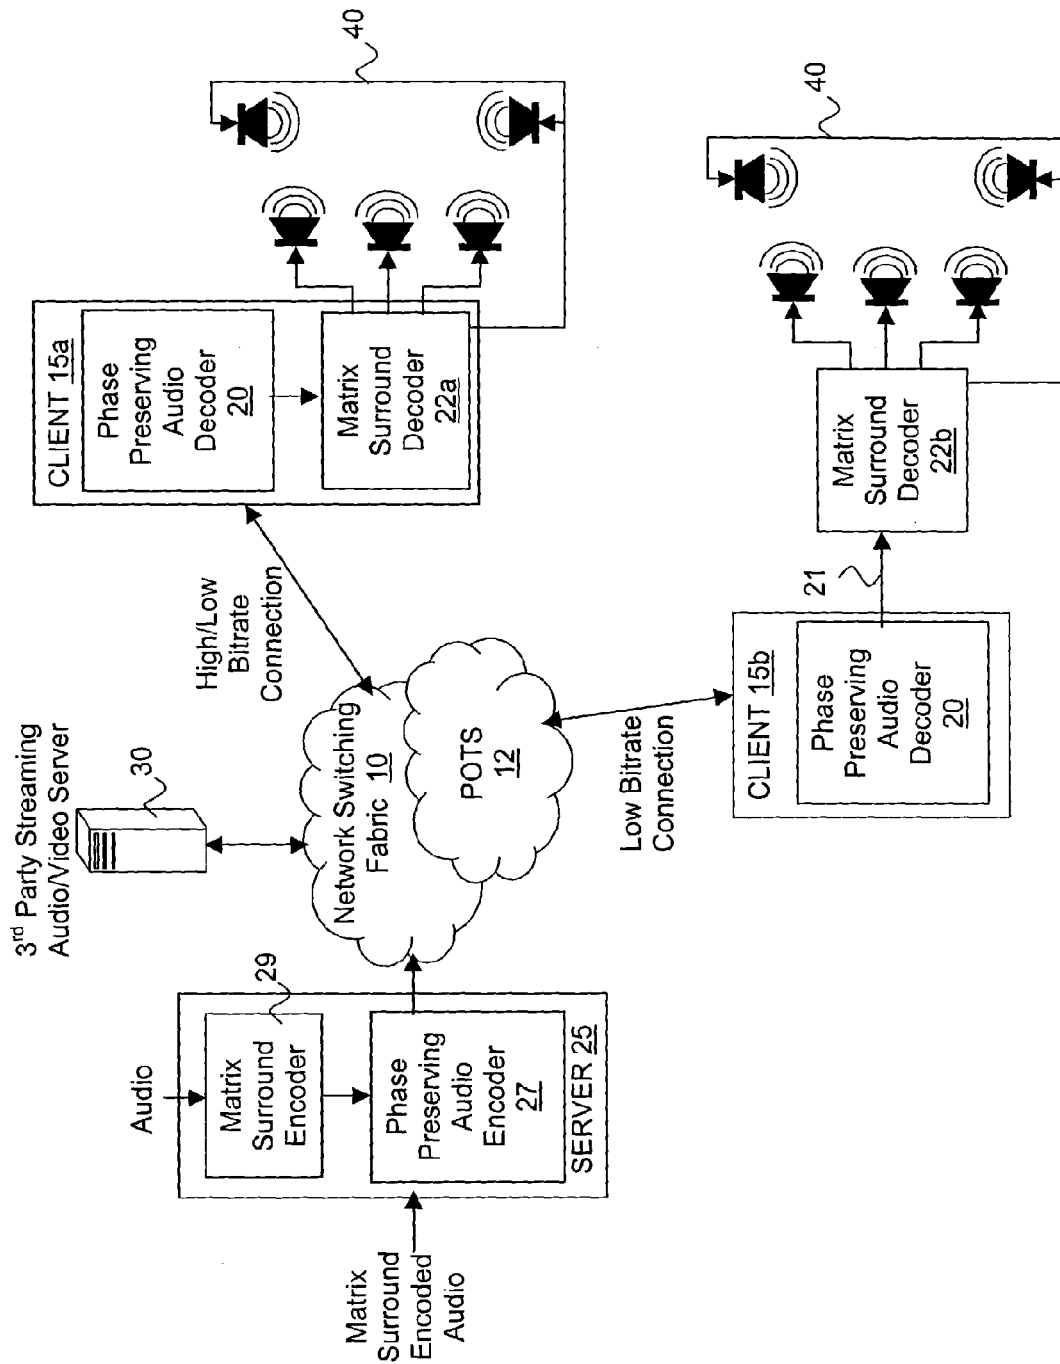 3rd Party Streaming
Audio/Video Server
30
High/Low
Bitrate
Connection
CLIENT 15a
Phase
Preserving
Audio
Decoder
20
Matrix
Surround
Decoder
22a
40
Audio
Matrix
Surround
Encoder
29
Phase
Preserving
Audio
Encoder
27
SERVER 25
Matrix
Surround
Encoded
Audio
Network Switching
Fabric 10
POTS
12
Low Bitrate
Connection
CLIENT 15b
Phase
Preserving
Audio
Decoder
20
21
Matrix
Surround
Decoder
22b
40